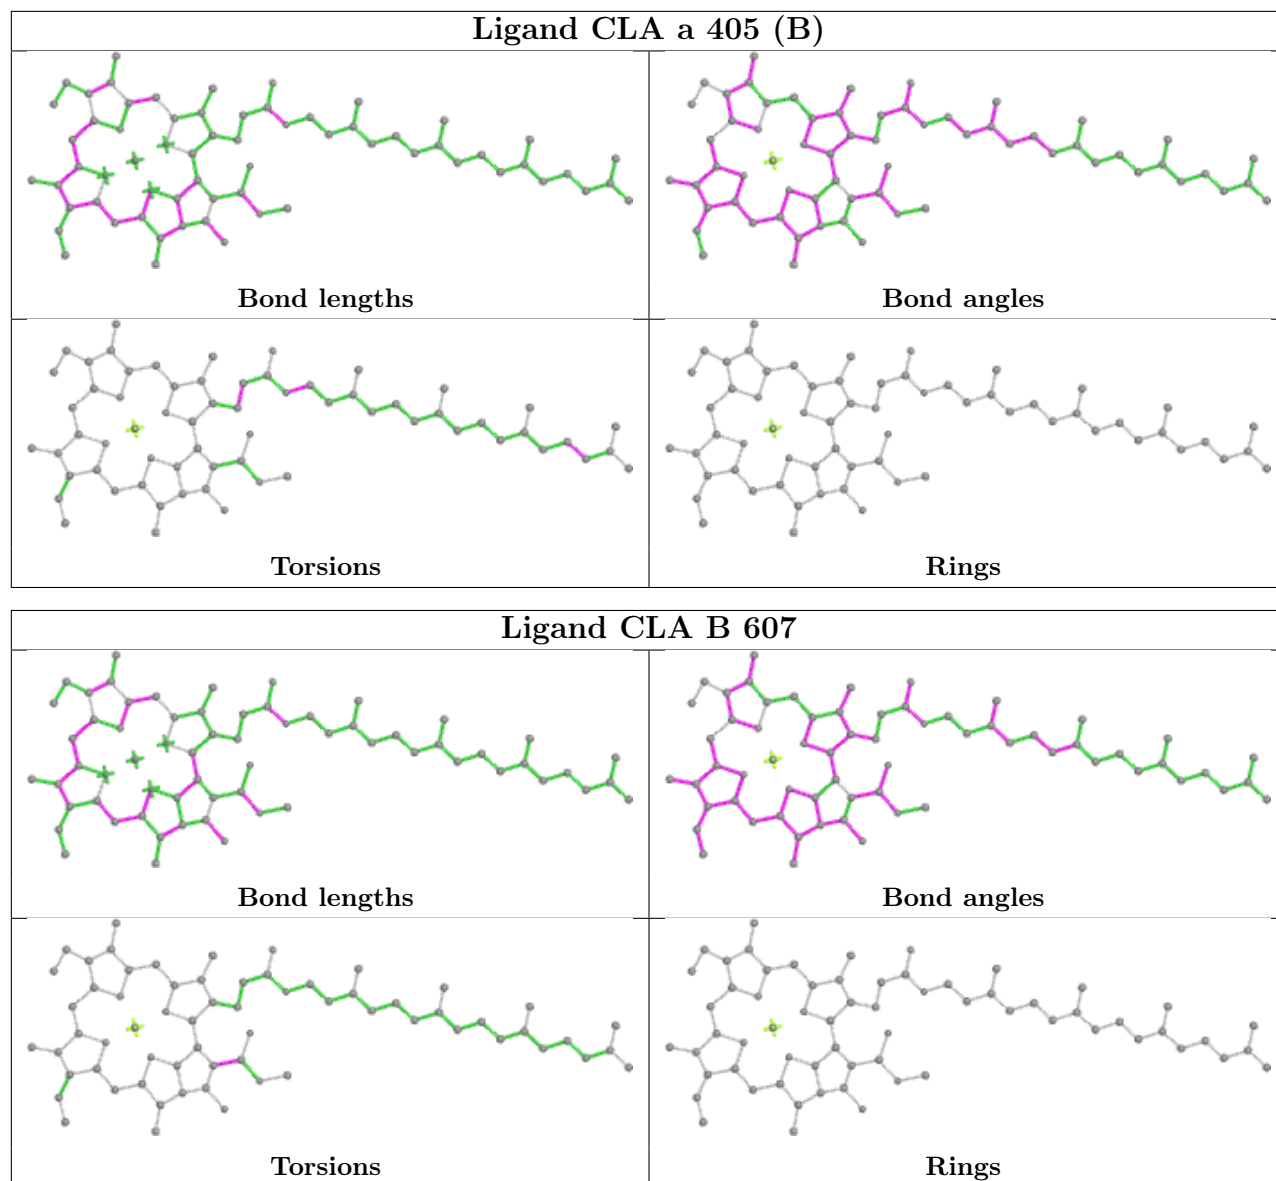 Ligand CLA a 405 (B)
Bond lengths
Bond angles
Torsions
Rings
Ligand CLA B 607
Bond lengths
Bond angles
Torsions
Rings